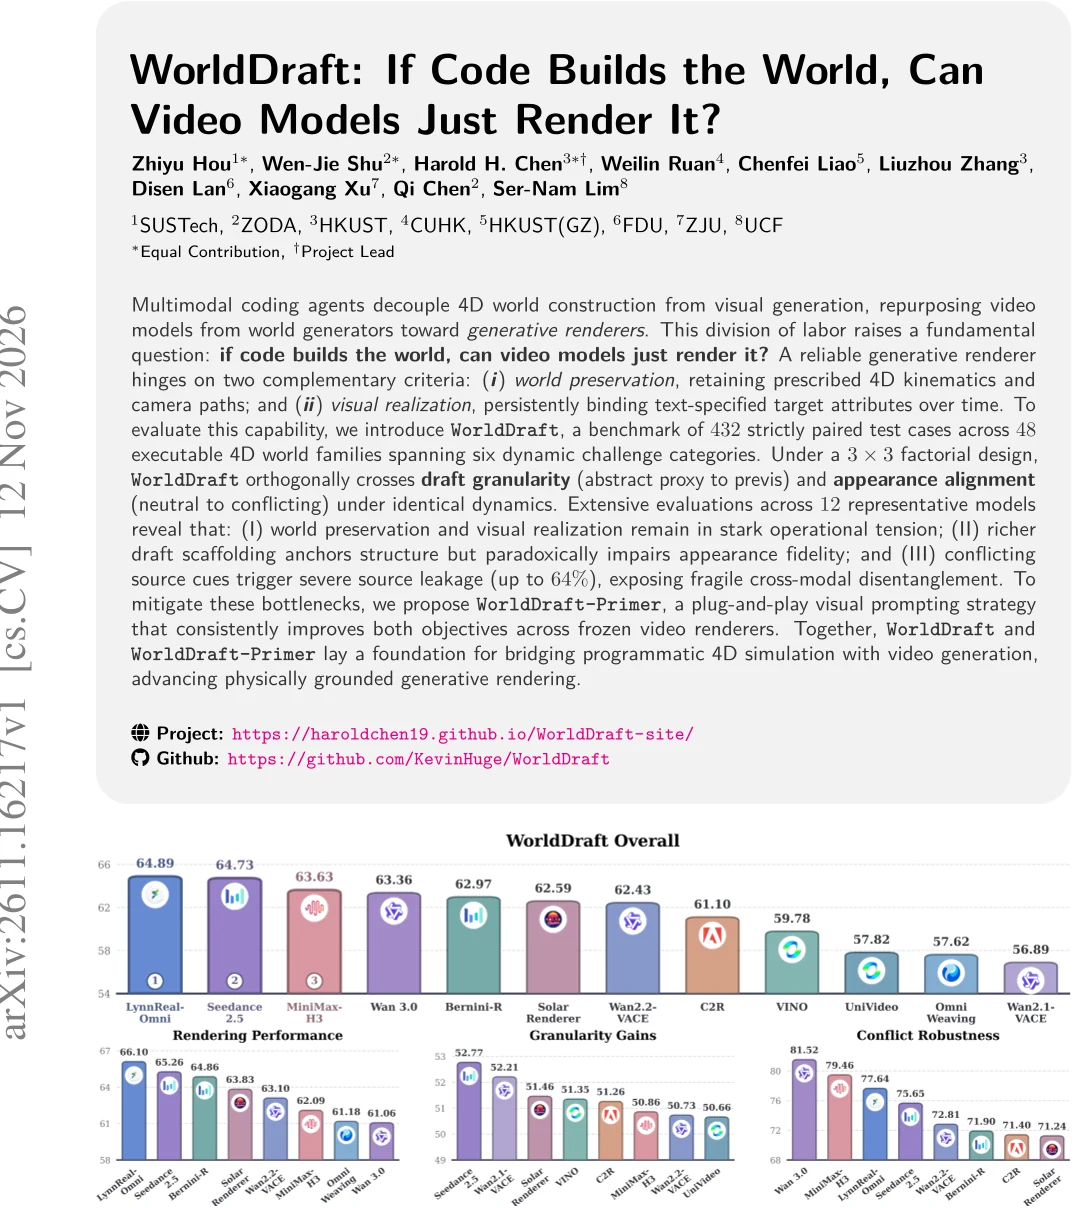 WorldDraft: If Code Builds the World, Can
Video Models Just Render It?
Zhiyu Hou1*, Wen-Jie Shu2*, Harold H. Chen3*†, Weilin Ruan4, Chenfei Liao5, Liuzhou Zhang3,
Disen Lan6, Xiaogang Xu7, Qi Chen2, Ser-Nam Lim8
1SUSTech, 2ZODA, 3HKUST, 4CUHK, 5HKUST(GZ), 6FDU, 7ZJU, 8UCF
*Equal Contribution, †Project Lead
Multimodal coding agents decouple 4D world construction from visual generation, repurposing video
models from world generators toward generative renderers. This division of labor raises a fundamental
question: if code builds the world, can video models just render it? A reliable generative renderer
hinges on two complementary criteria: (i) world preservation, retaining prescribed 4D kinematics and
camera paths; and (ii) visual realization, persistently binding text-specified target attributes over time. To
evaluate this capability, we introduce WorldDraft, a benchmark of 432 strictly paired test cases across 48
executable 4D world families spanning six dynamic challenge categories. Under a 3 × 3 factorial design,
WorldDraft orthogonally crosses draft granularity (abstract proxy to previs) and appearance alignment
(neutral to conflicting) under identical dynamics. Extensive evaluations across 12 representative models
reveal that: (I) world preservation and visual realization remain in stark operational tension; (II) richer
draft scaffolding anchors structure but paradoxically impairs appearance fidelity; and (III) conflicting
source cues trigger severe source leakage (up to 64%), exposing fragile cross-modal disentanglement. To
mitigate these bottlenecks, we propose WorldDraft-Primer, a plug-and-play visual prompting strategy
that consistently improves both objectives across frozen video renderers. Together, WorldDraft and
WorldDraft-Primer lay a foundation for bridging programmatic 4D simulation with video generation,
advancing physically grounded generative rendering.
Project: https://haroldchen19.github.io/WorldDraft-site/
Github: https://github.com/KevinHuge/WorldDraft
arXiv:2611.16217v1 [cs.CV] 12 Nov 2026
WorldDraft Overall
66
62
58
54
64.89 64.73 63.63 63.36 62.97 62.59 62.43 61.10 59.78 57.82 57.62 56.89
1 2 3
LynnReal-Omni Seedance 2.5 MiniMax-H3 Wan 3.0 Bernini-R Solar Renderer Wan2.2-VACE C2R VINO UniVideo Omni Weaving Wan2.1-VACE
Rendering Performance
67
64
61
58
66.10 65.26 64.86 63.83 63.10 62.09 61.18 61.06
LynnReal-Omni Seedance 2.5 Bernini-R Solar Renderer Wan2.2-VACE MiniMax-H3 Omni Weaving Wan 3.0
Granularity Gains
53
52
51
50
49
52.77 52.21 51.46 51.35 51.26 50.86 50.73 50.66
Seedance 2.5 Wan2.1-VACE Solar Renderer VINO C2R MiniMax-H3 Wan2.2-VACE UniVideo
Conflict Robustness
80
76
72
68
81.52 79.46 77.64 75.65 72.81 71.90 71.40 71.24
Wan 3.0 MiniMax-H3 LynnReal-Omni Seedance 2.5 Wan2.2-VACE Bernini-R C2R Solar Renderer